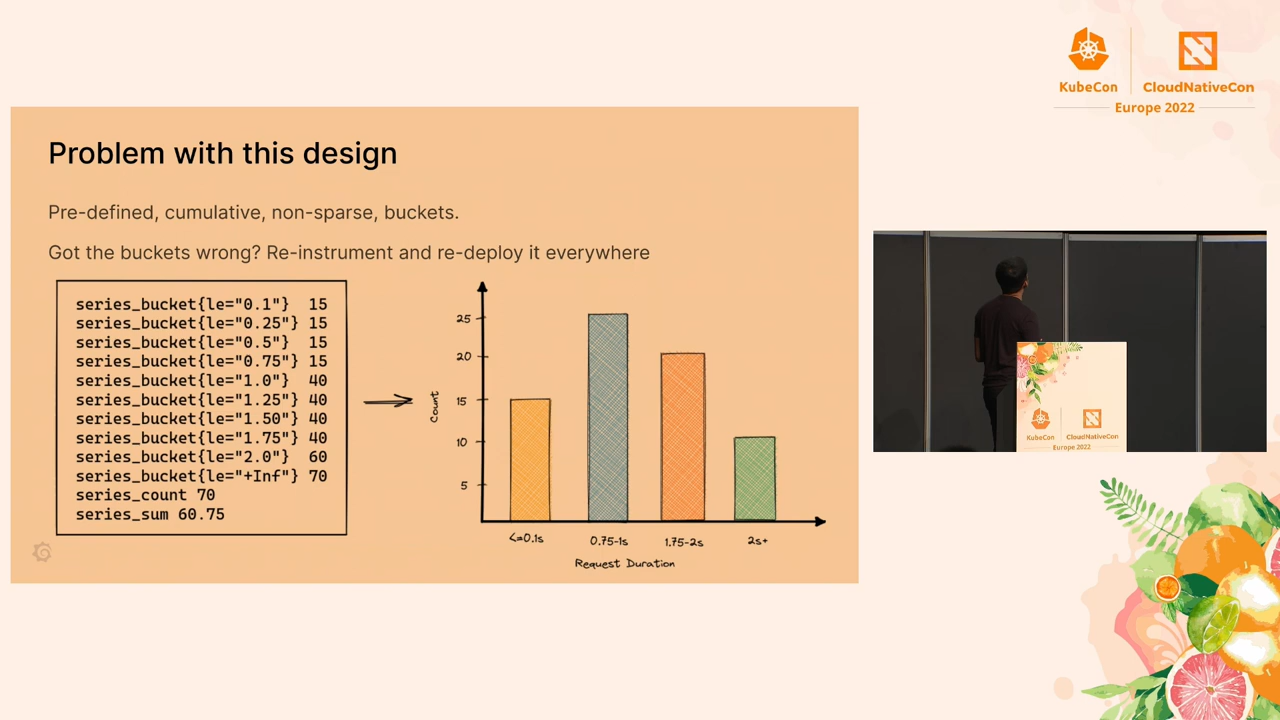 KubeCon
CloudNativeCon
Europe 2022
Problem with this design
Pre-defined, cumulative, non-sparse, buckets.
Got the buckets wrong? Re-instrument and re-deploy it everywhere
series_bucket{le="0.1"} 15
series_bucket{le="0.25"} 15
series_bucket{le="0.5"} 15
series_bucket{le="0.75"} 15
series_bucket{le="1.0"} 40
series_bucket{le="1.25"} 40
series_bucket{le="1.50"} 40
series_bucket{le="1.75"} 40
series_bucket{le="2.0"} 60
series_bucket{le="+Inf"} 70
series_count 70
series_sum 60.75
Count
25
20
15
10
5
<=0.1s
0.75-1s
1.75-2s
2s+
Request Duration
KubeCon
CloudNativeCon
Europe 2022